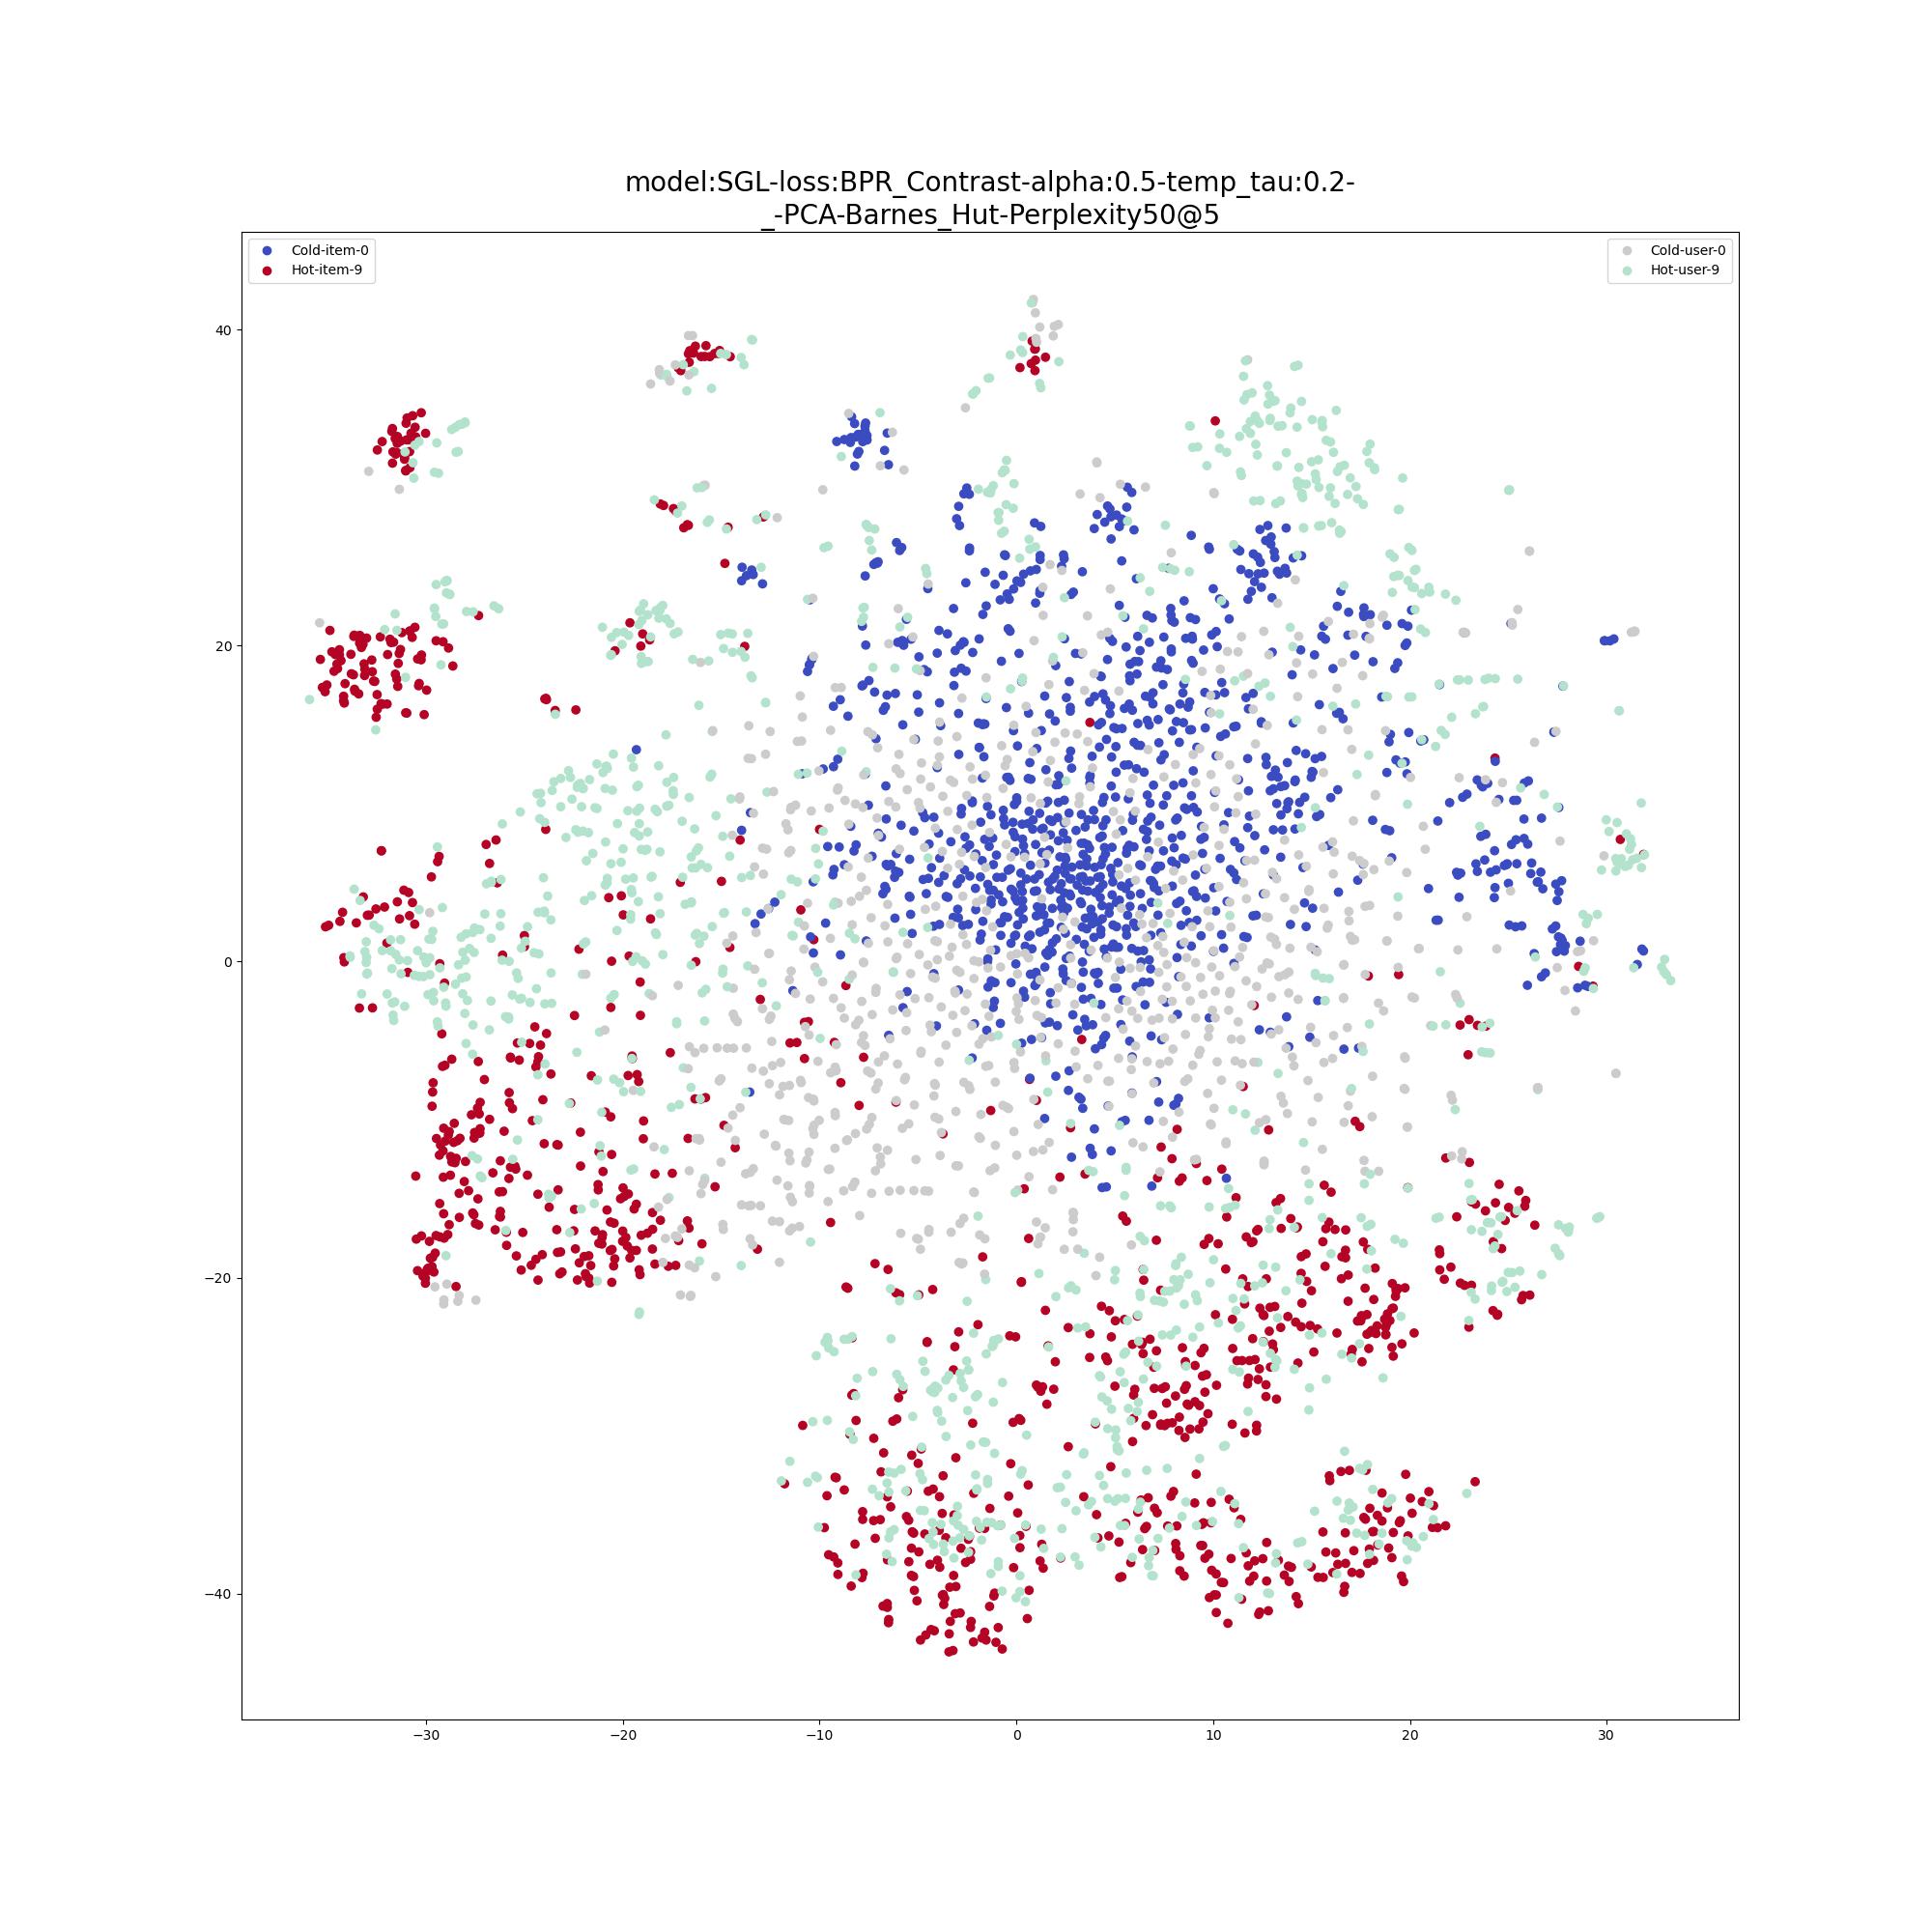 model:SGL-loss:BPR_Contrast-alpha:0.5-temp_tau:0.2-
_-PCA-Barnes_Hut-Perplexity50@5
Cold-item-0
Hot-item-9
Cold-user-0
Hot-user-9
40
20
0
−20
−40
−30
−20
−10
0
10
20
30